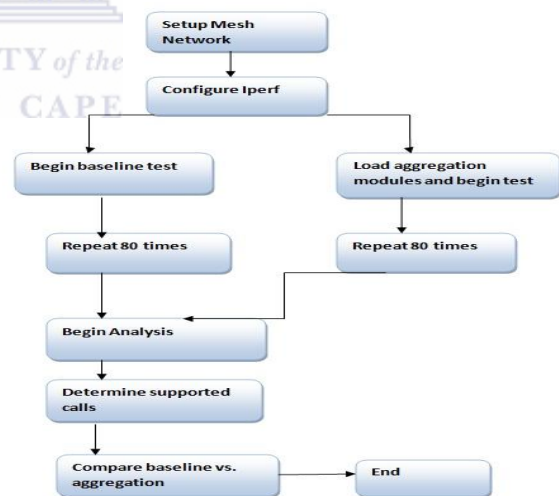 TY of the
CAPE
Setup Mesh
Network
Configure Iperf
Begin baseline test
Load aggregation
modules and begin test
Repeat 80 times
Repeat 80 times
Begin Analysis
Determine supported
calls
Compare baseline vs.
aggregation
End